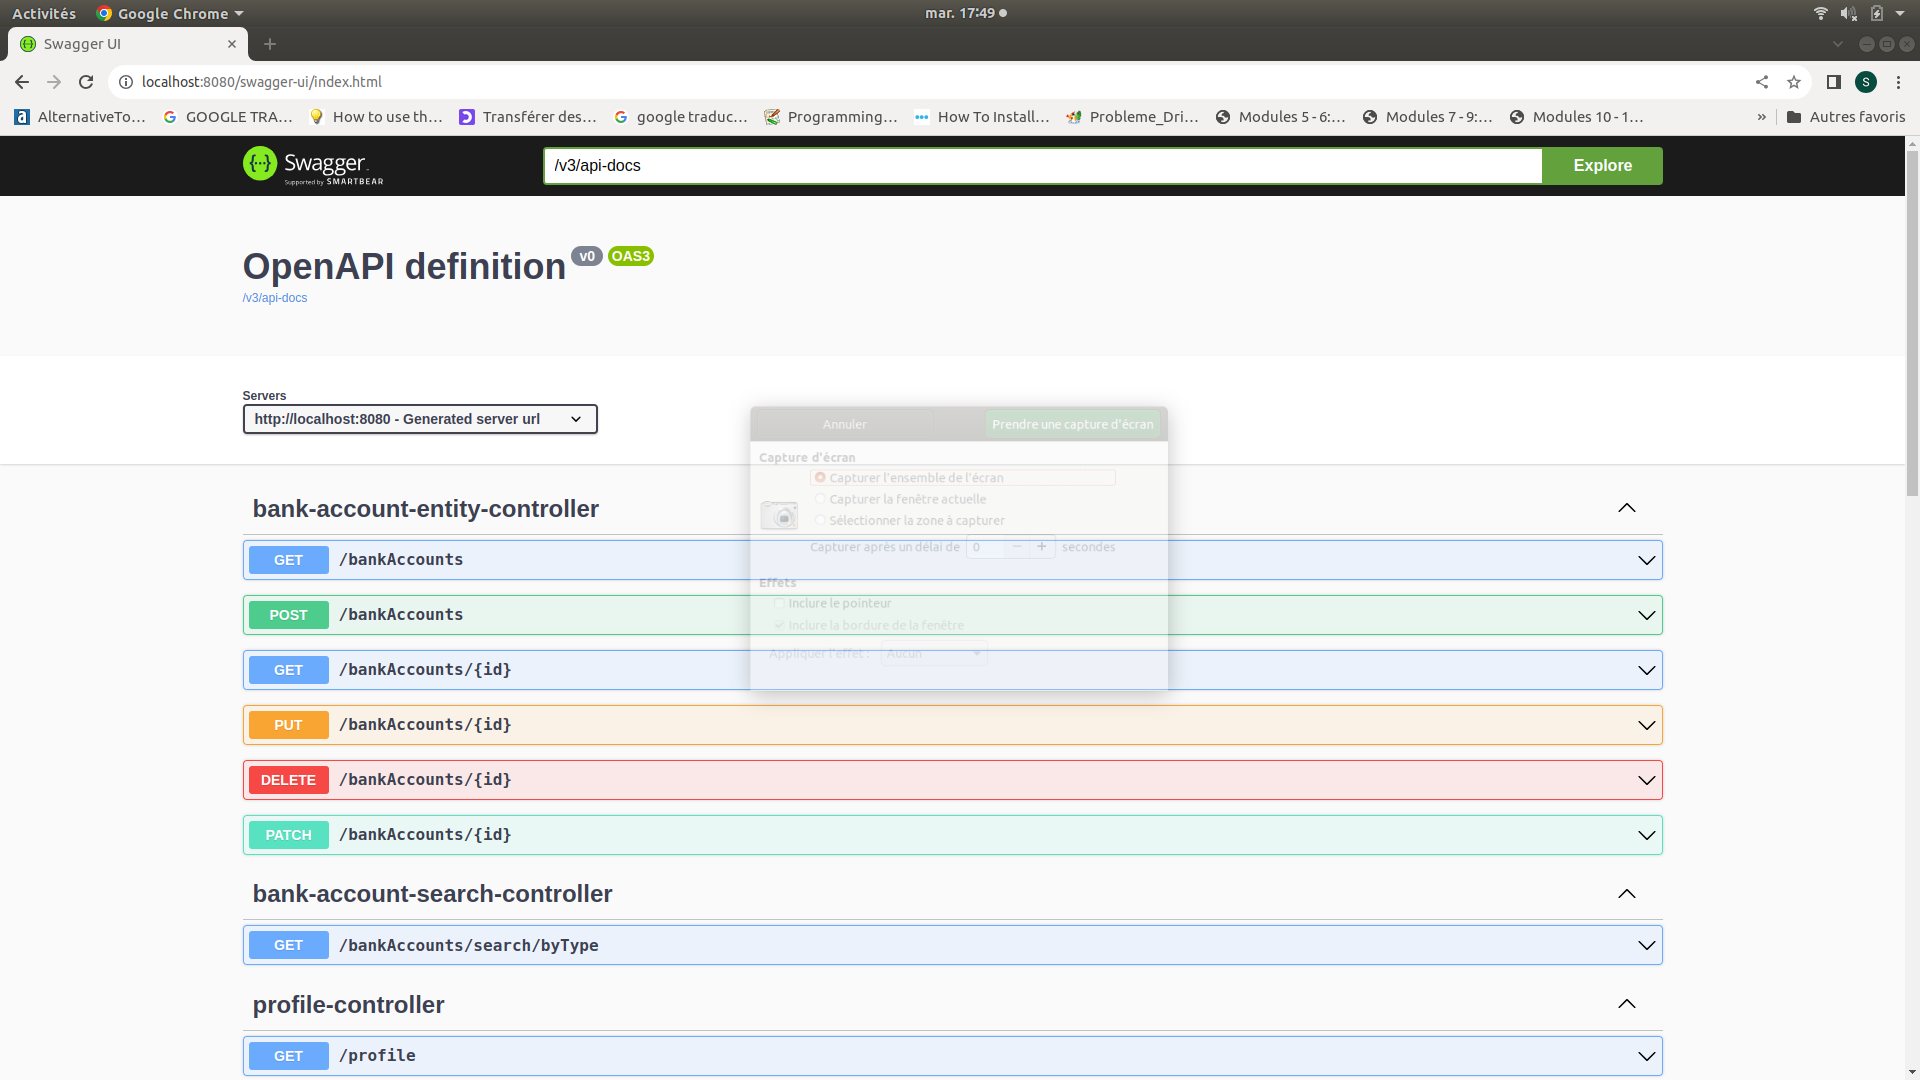 Activités Google Chrome mar. 17:49
Swagger UI
localhost:8080/swagger-ui/index.html S
AlternativeTo… GOOGLE TRA… How to use th… Transférer des… google traduc… Programming… How To Install… Probleme_Dri… Modules 5 - 6:… Modules 7 - 9:… Modules 10 - 1… » Autres favoris
Swagger
Supported by SMARTBEAR
/v3/api-docs Explore
OpenAPI definition v0 OAS3
/v3/api-docs
Servers
http://localhost:8080 - Generated server url
Annuler Prendre une capture d'écran
Capture d'écran
Capturer l'ensemble de l'écran
Capturer la fenêtre actuelle
Sélectionner la zone à capturer
Capturer après un délai de 0 − + secondes
Effets
Inclure le pointeur
Inclure la bordure de la fenêtre
Appliquer l'effet : Aucun
bank-account-entity-controller
GET /bankAccounts
POST /bankAccounts
GET /bankAccounts/{id}
PUT /bankAccounts/{id}
DELETE /bankAccounts/{id}
PATCH /bankAccounts/{id}
bank-account-search-controller
GET /bankAccounts/search/byType
profile-controller
GET /profile